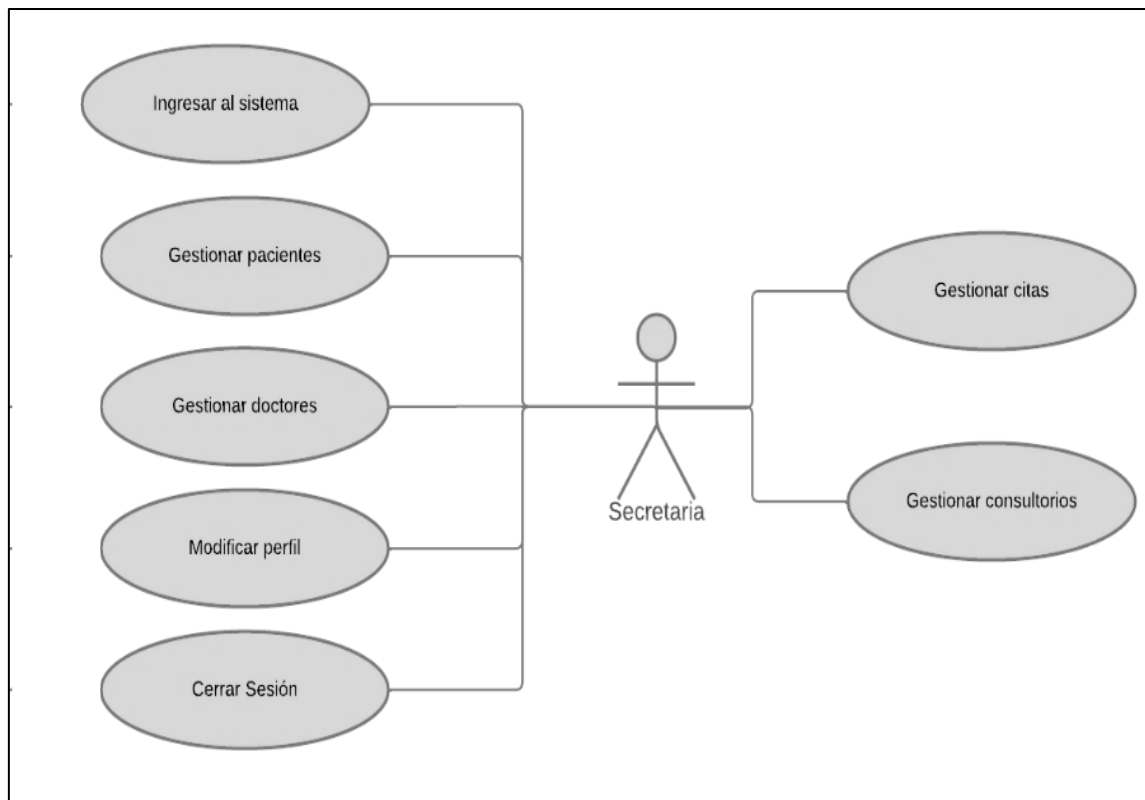 Ingresar al sistema
Gestionar pacientes
Gestionar doctores
Modificar perfil
Cerrar Sesión
Secretaria
Gestionar citas
Gestionar consultorios